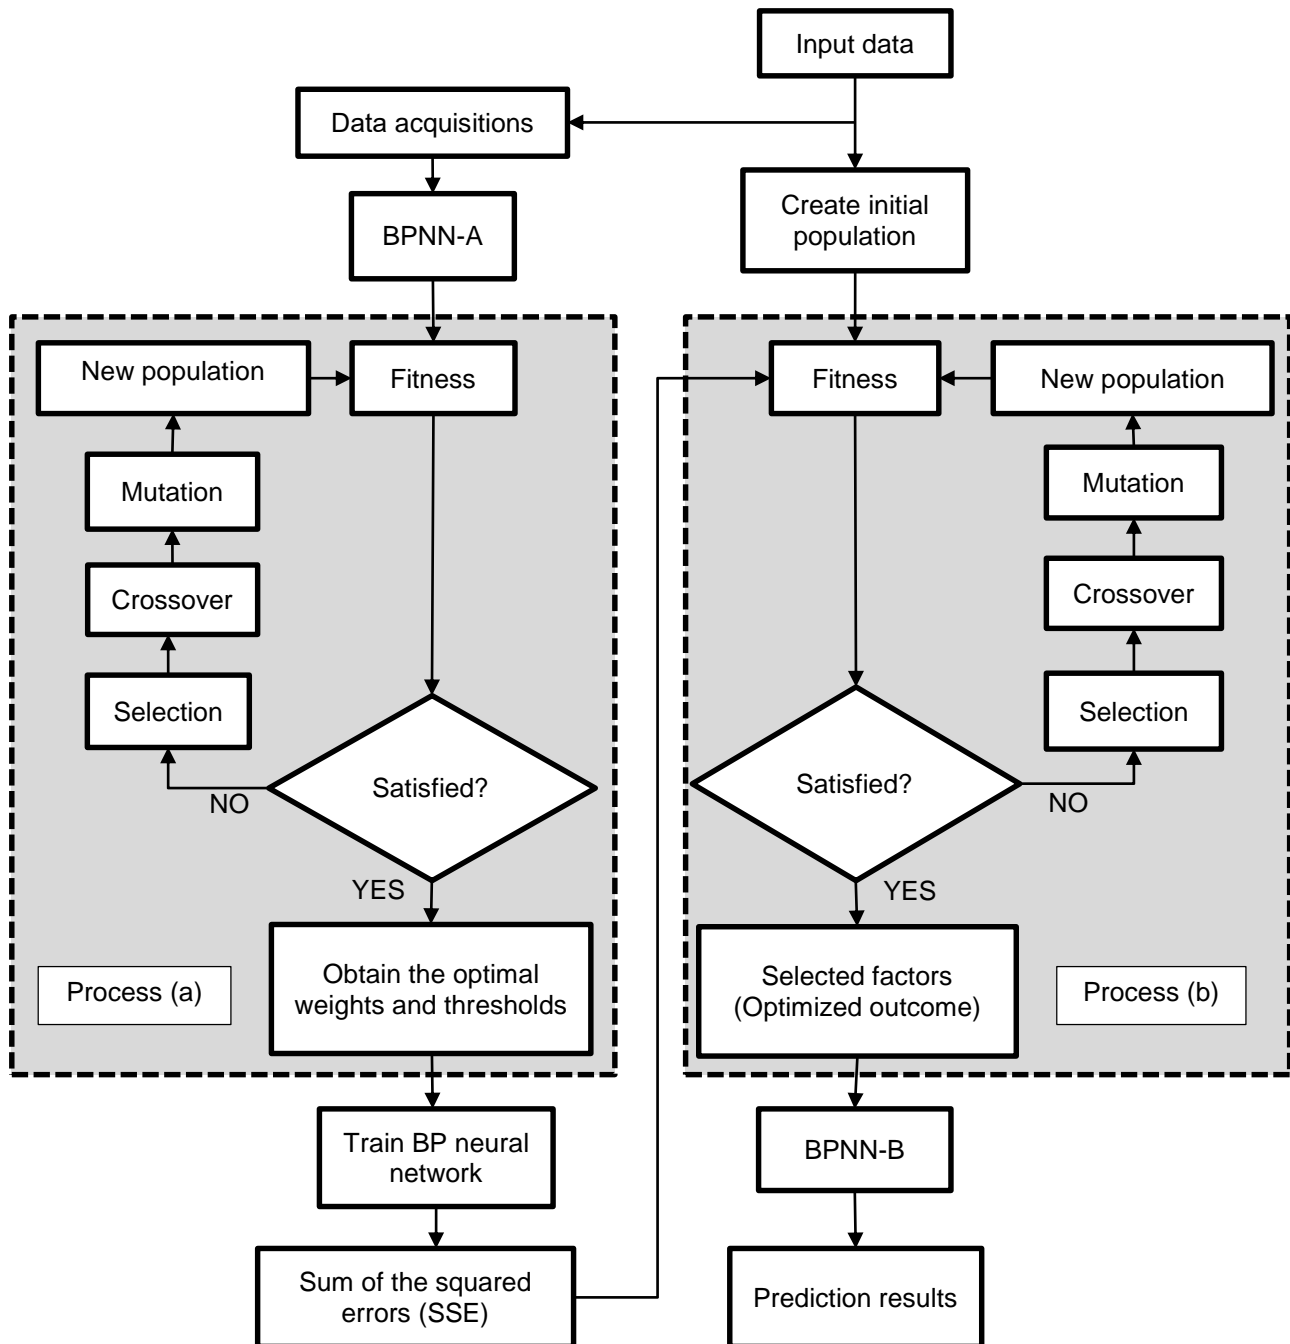 Input data
Data acquisitions
Create initial
population
BPNN-A
New population
Fitness
Mutation
Crossover
Selection
Satisfied?
NO
YES
Obtain the optimal
weights and thresholds
Process (a)
Train BP neural
network
Sum of the squared
errors (SSE)
Fitness
New population
Mutation
Crossover
Selection
Satisfied?
NO
YES
Selected factors
(Optimized outcome)
Process (b)
BPNN-B
Prediction results